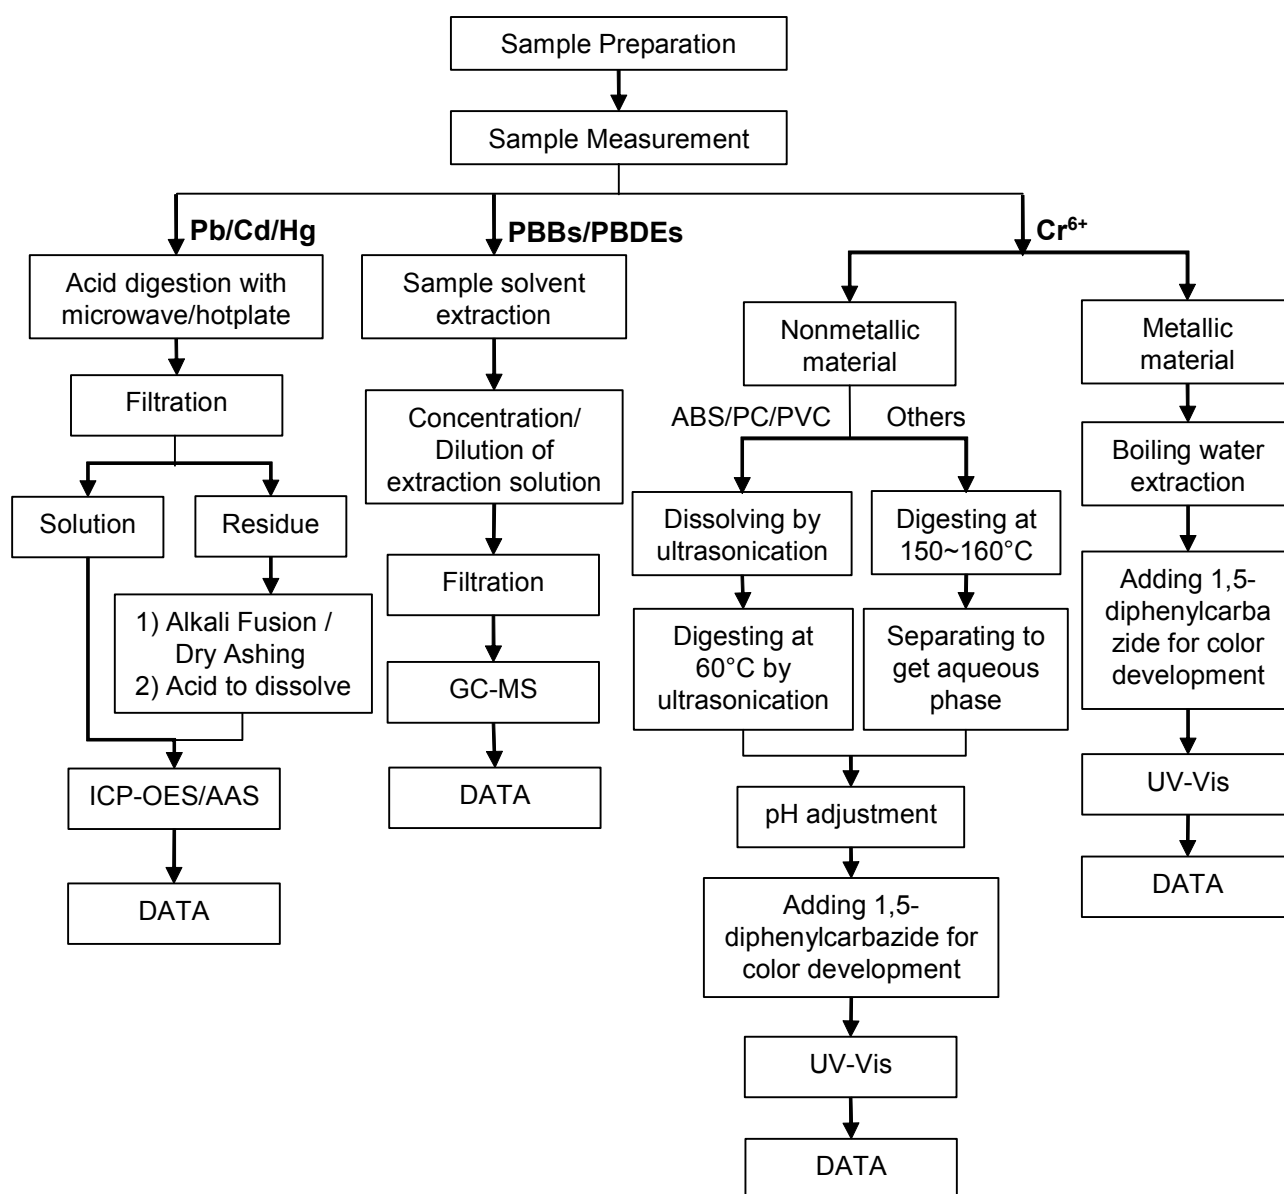 Sample Preparation
Sample Measurement
Pb/Cd/Hg
Acid digestion with
microwave/hotplate
Filtration
Solution
Residue
1) Alkali Fusion /
Dry Ashing
2) Acid to dissolve
ICP-OES/AAS
DATA
PBBs/PBDEs
Sample solvent
extraction
Concentration/
Dilution of
extraction solution
Filtration
GC-MS
DATA
Cr⁶⁺
Nonmetallic
material
ABS/PC/PVC
Others
Dissolving by
ultrasonication
Digesting at
60°C by
ultrasonication
Digesting at
150~160°C
Separating to
get aqueous
phase
pH adjustment
Adding 1,5-
diphenylcarbazide for
color development
UV-Vis
DATA
Metallic
material
Boiling water
extraction
Adding 1,5-
diphenylcarba
zide for color
development
UV-Vis
DATA